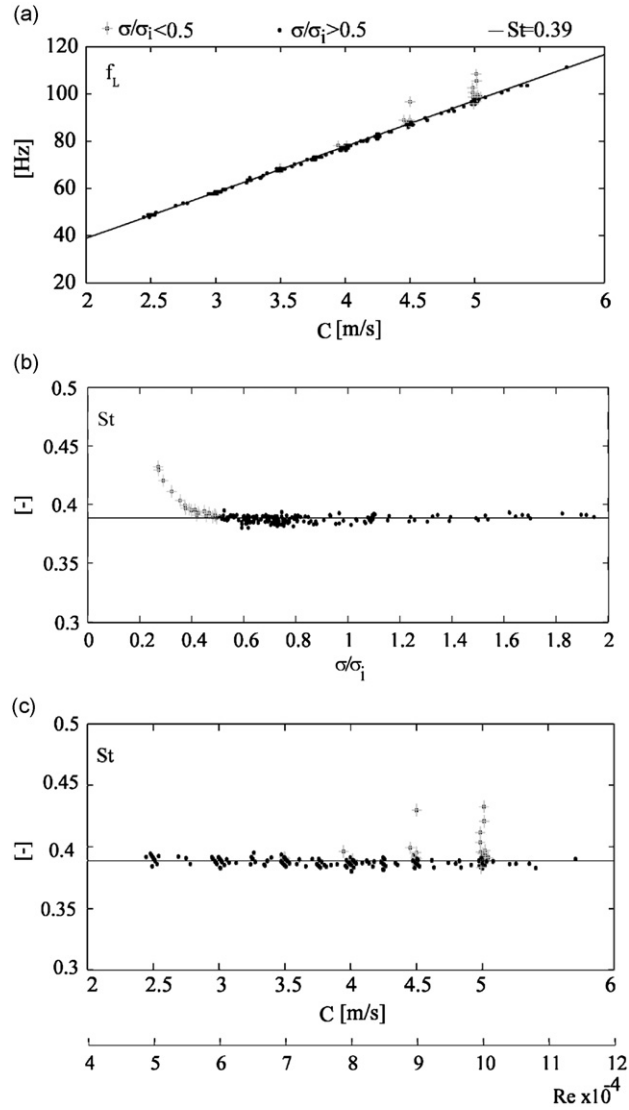 (a)
σ/σi<0.5 σ/σi>0.5 St=0.39
120
100
80
60
40
20
[Hz]
fL
2 2.5 3 3.5 4 4.5 5 5.5 6
C [m/s]
(b)
0.5
0.45
0.4
0.35
0.3
[-]
St
0 0.2 0.4 0.6 0.8 1 1.2 1.4 1.6 1.8 2
σ/σi
(c)
0.5
0.45
0.4
0.35
0.3
[-]
St
2 2.5 3 3.5 4 4.5 5 5.5 6
C [m/s]
4 5 6 7 8 9 10 11 12
Re x10-4